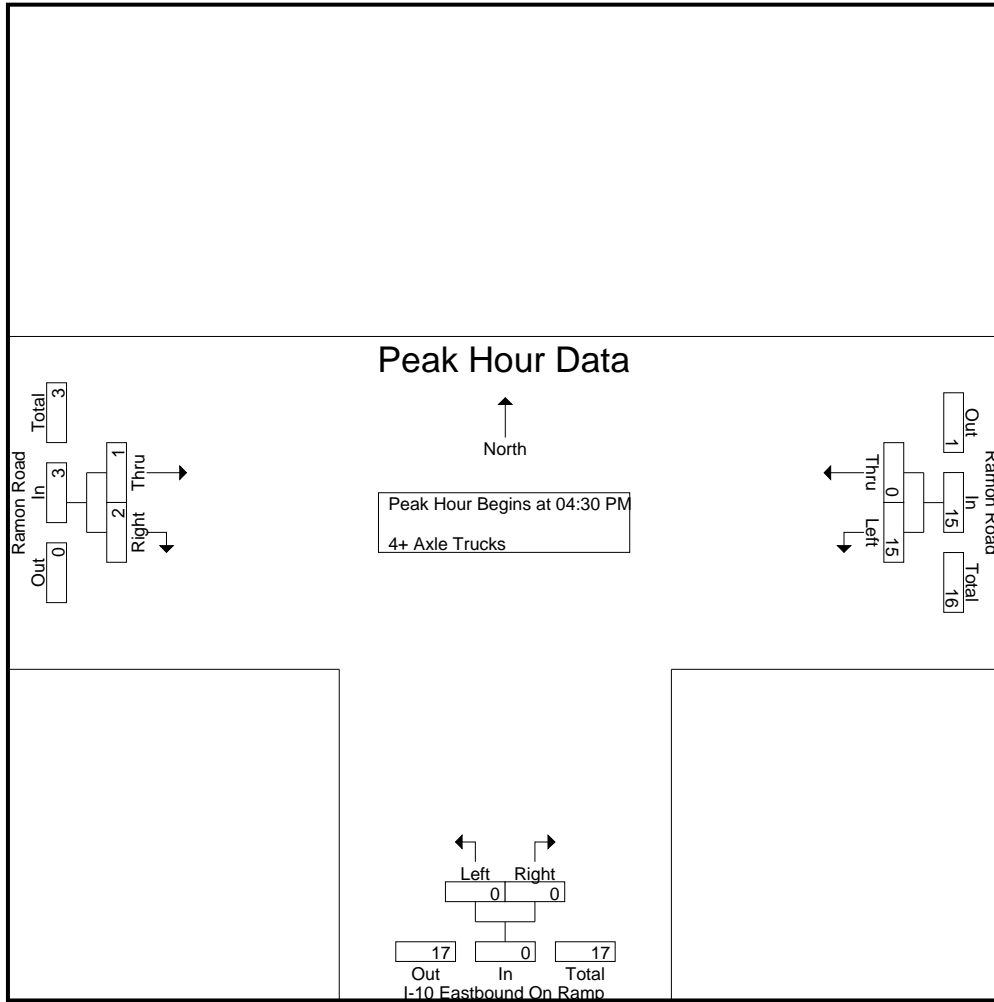 Peak Hour Data
North
Peak Hour Begins at 04:30 PM
4+ Axle Trucks
Ramon Road
Total
3
In
3
Out
0
Thru
1
Right
2
Ramon Road
Out
1
In
15
Total
16
Thru
0
Left
15
Left Right
0 0
17 0 17
Out In Total
I-10 Eastbound On Ramp